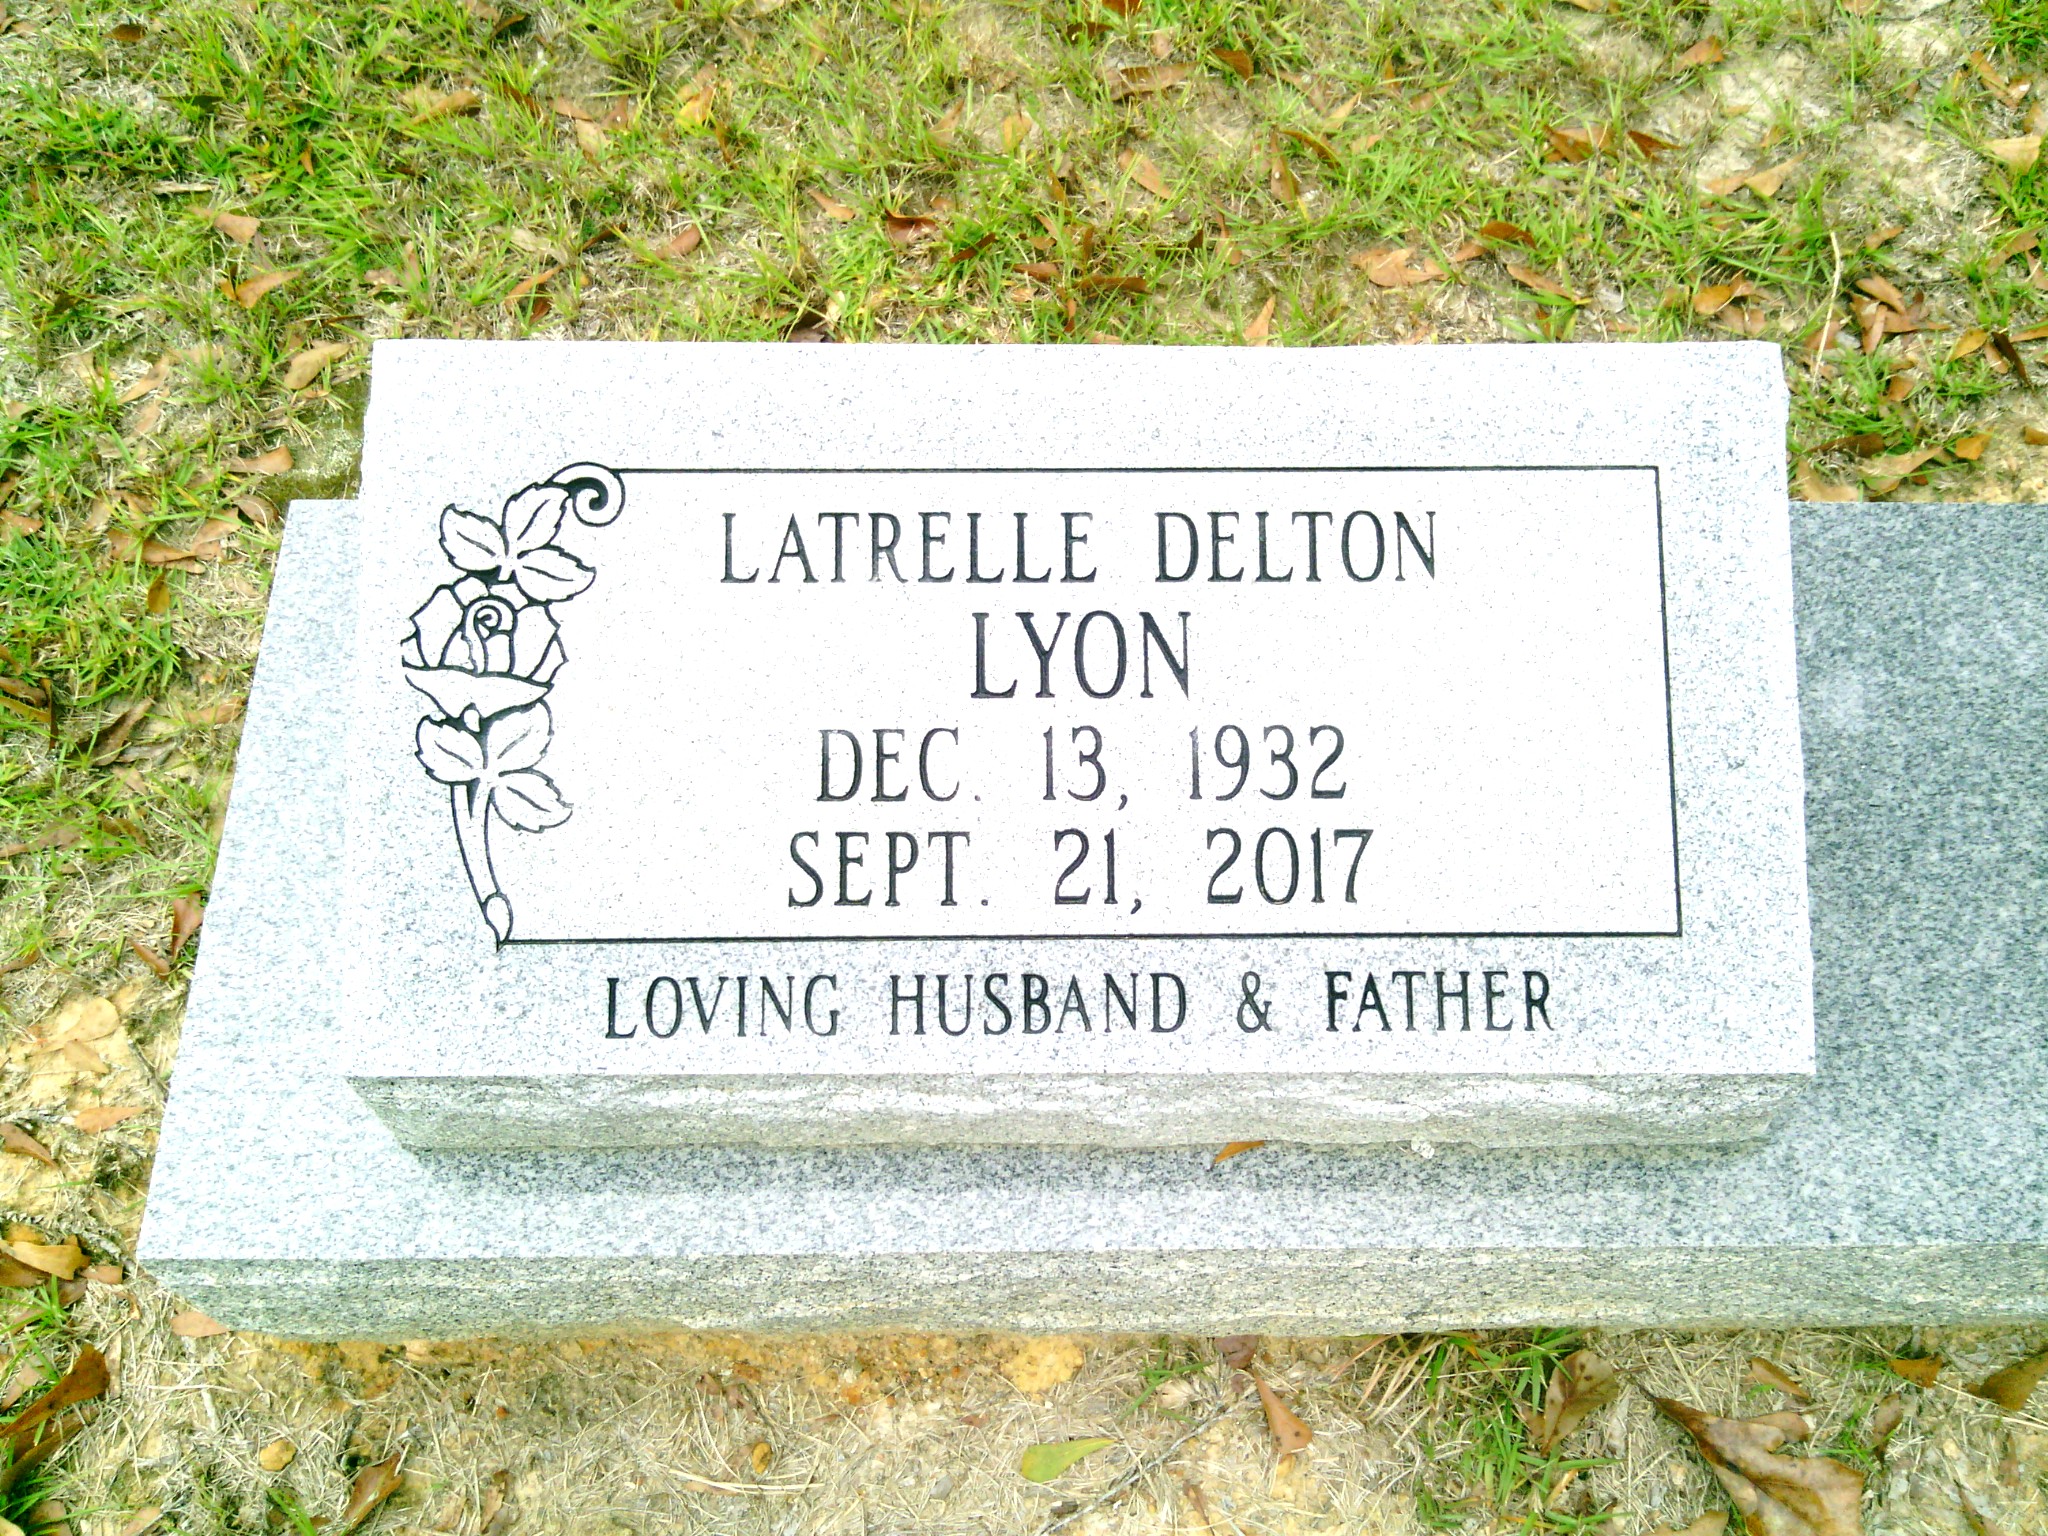 LATRELLE DELTON
LYON
DEC. 13, 1932
SEPT. 21, 2017
LOVING HUSBAND & FATHER